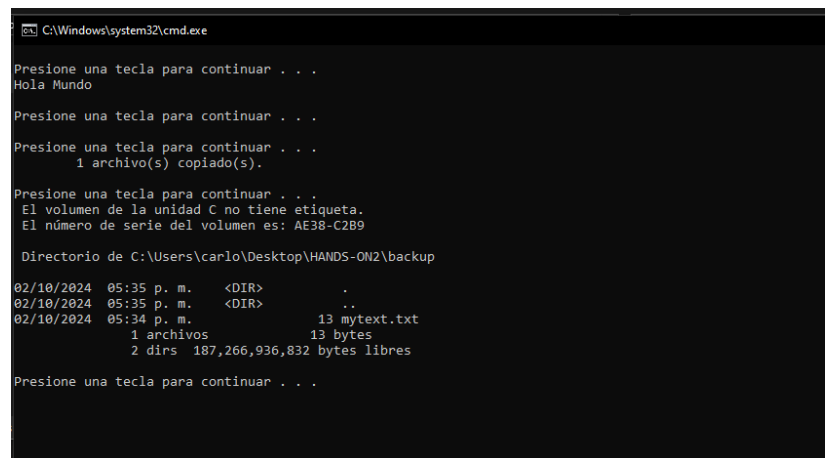 C:\Windows\system32\cmd.exe
Presione una tecla para continuar . . .
Hola Mundo
Presione una tecla para continuar . . .
Presione una tecla para continuar . . .
1 archivo(s) copiado(s).
Presione una tecla para continuar . . .
El volumen de la unidad C no tiene etiqueta.
El número de serie del volumen es: AE38-C2B9
Directorio de C:\Users\carlo\Desktop\HANDS-ON2\backup
02/10/2024 05:35 p. m. <DIR> .
02/10/2024 05:35 p. m. <DIR> ..
02/10/2024 05:34 p. m. 13 mytext.txt
1 archivos 13 bytes
2 dirs 187,266,936,832 bytes libres
Presione una tecla para continuar . . .